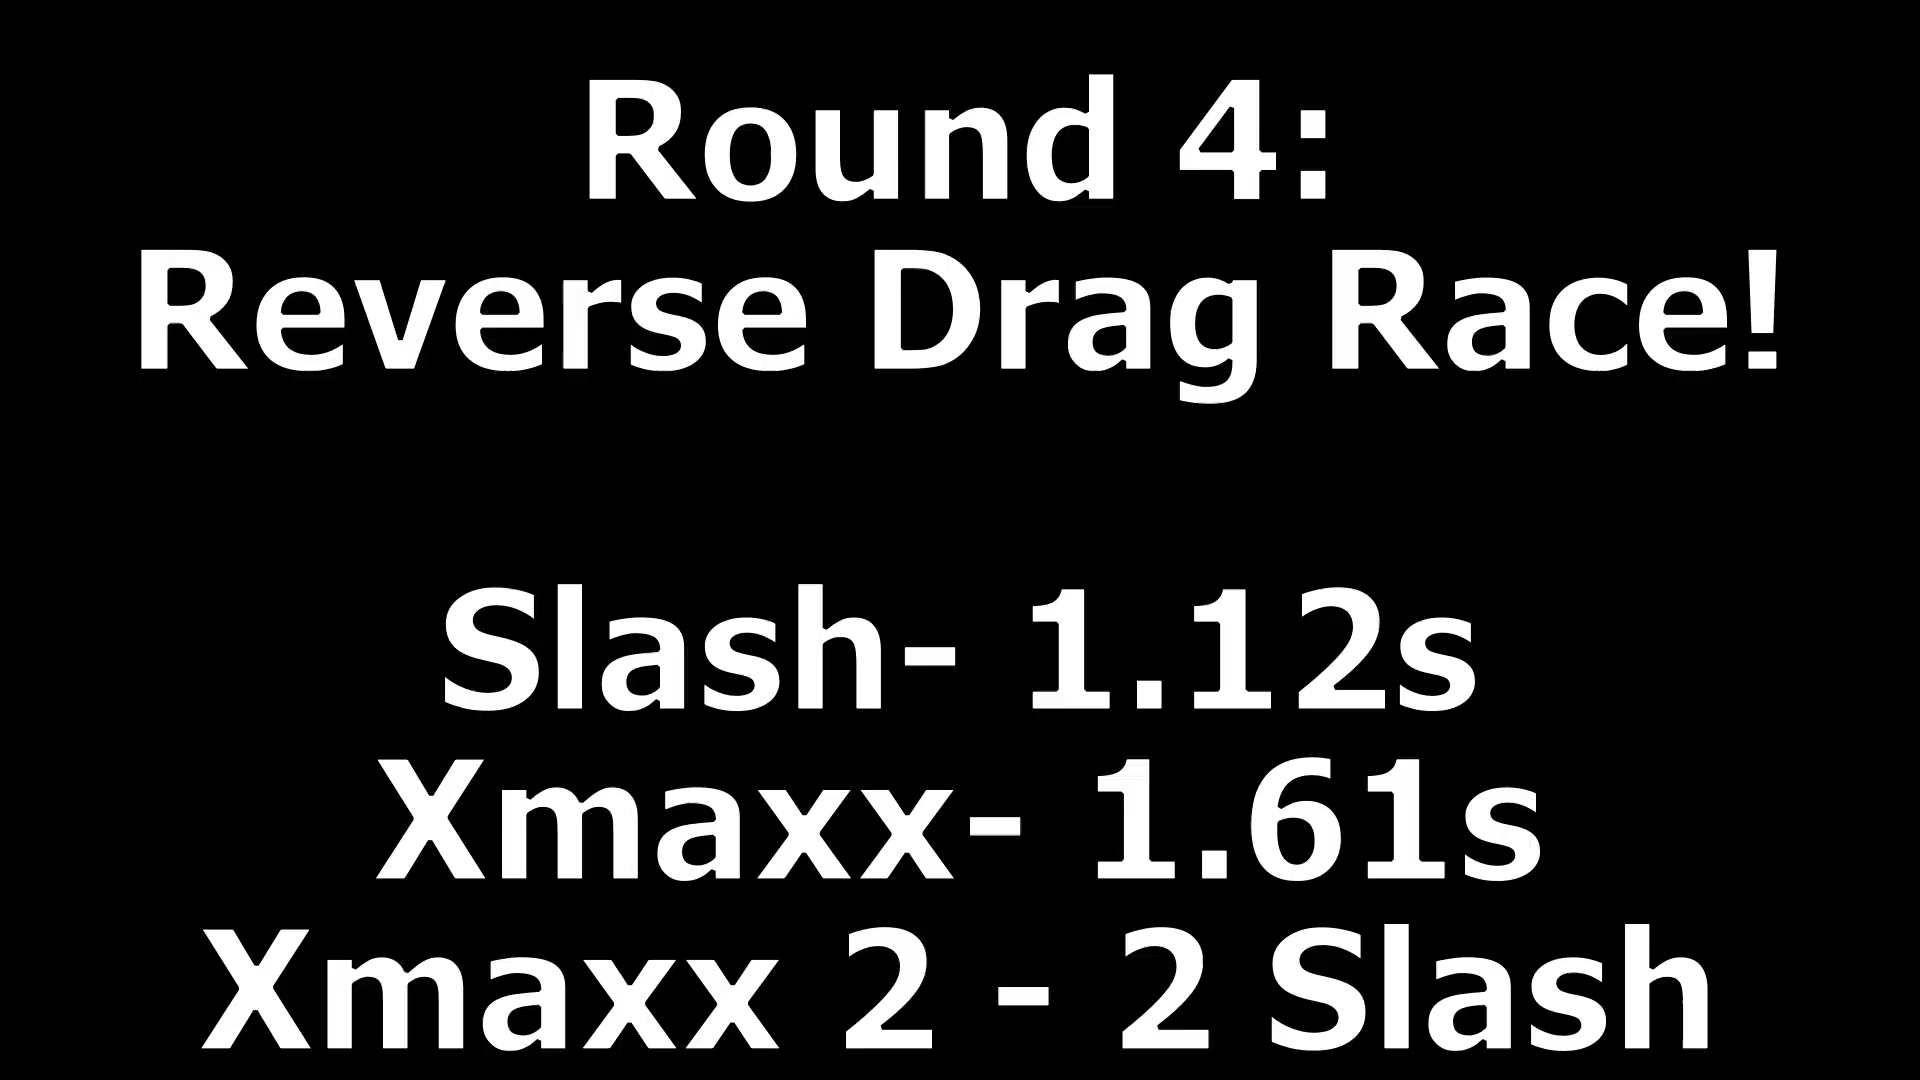 Round 4:
Reverse Drag Race!
Slash- 1.12s
Xmaxx- 1.61s
Xmaxx 2 - 2 Slash